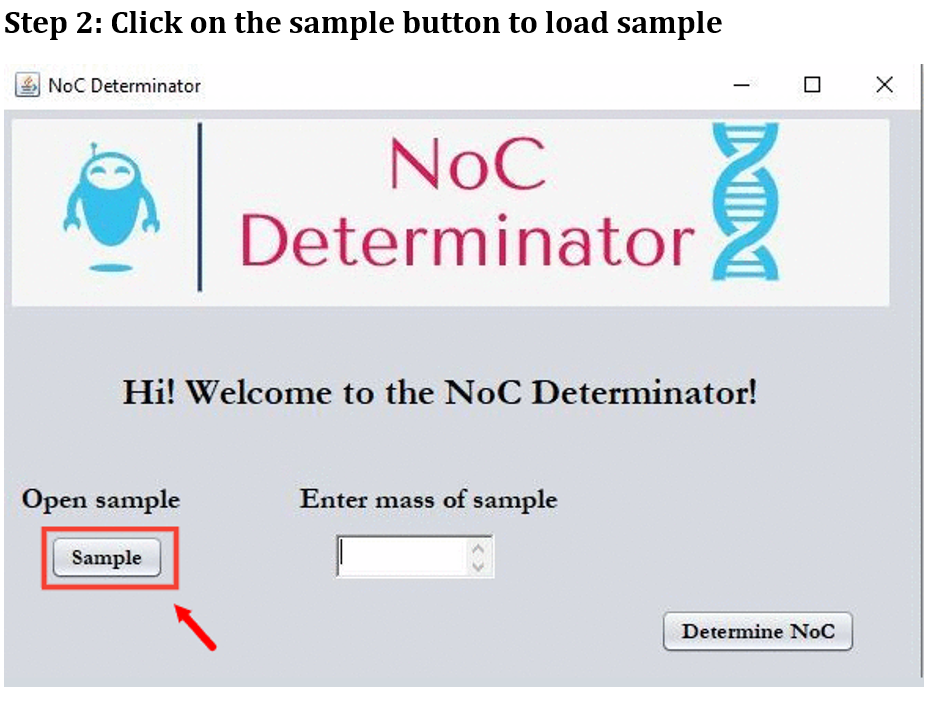 Step 2: Click on the sample button to load sample
NoC Determinator
NoC
Determinator
Hi! Welcome to the NoC Determinator!
Open sample
Enter mass of sample
Sample
Determine NoC